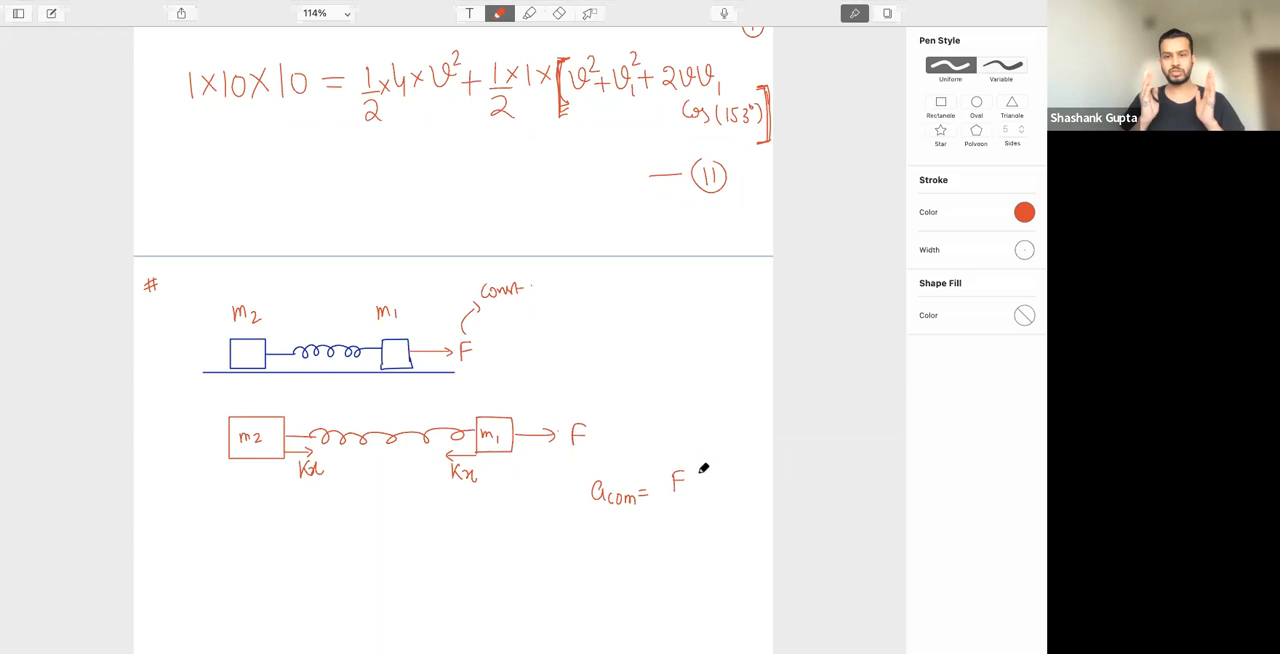 114%
T
1×10×10 = 1/2 ×4×v² + 1/2 ×1× [v² + v₁² + 2vv₁
cos(153°)]
— (11)
#
const.
m₂
m₁
F
m₂
m₁
F
Kx
Kx
a_com = F
Pen Style
Uniform
Variable
Rectangle
Oval
Triangle
Star
Polygon
5
Sides
Stroke
Color
Width
Shape Fill
Color
Shashank Gupta